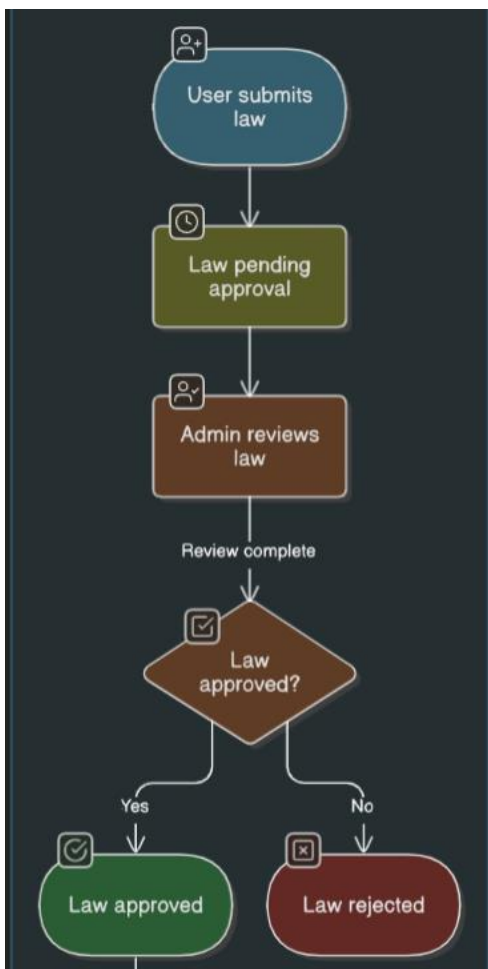 User submits
law
Law pending
approval
Admin reviews
law
Review complete
Law
approved?
Yes
No
Law approved
Law rejected